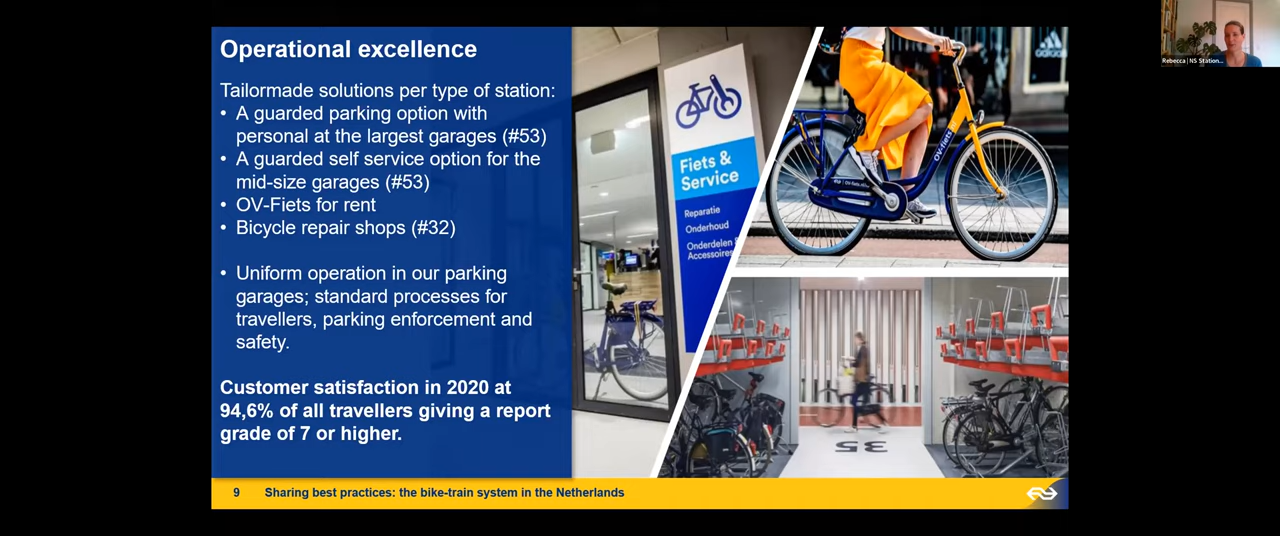 Operational excellence
Tailormade solutions per type of station:
• A guarded parking option with
personal at the largest garages (#53)
• A guarded self service option for the
mid-size garages (#53)
• OV-Fiets for rent
• Bicycle repair shops (#32)
• Uniform operation in our parking
garages; standard processes for
travellers, parking enforcement and
safety.
Customer satisfaction in 2020 at
94,6% of all travellers giving a report
grade of 7 or higher.
Fiets &
Service
Reparatie
Onderhoud
Onderdelen &
Accessoires
adidas
OV-fiets
OV-fiets
35
9 Sharing best practices: the bike-train system in the Netherlands
Rebecca | NS Station...